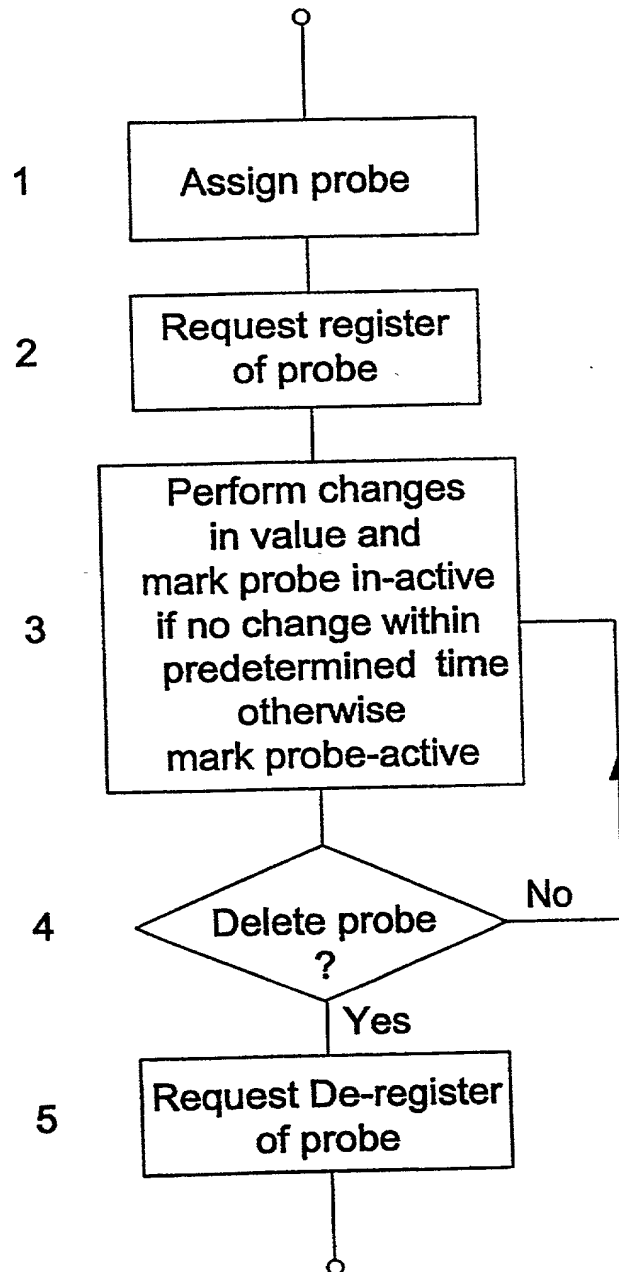 1
Assign probe
2
Request register
of probe
3
Perform changes
in value and
mark probe in-active
if no change within
predetermined time
otherwise
mark probe-active
4
Delete probe
?
No
Yes
5
Request De-register
of probe